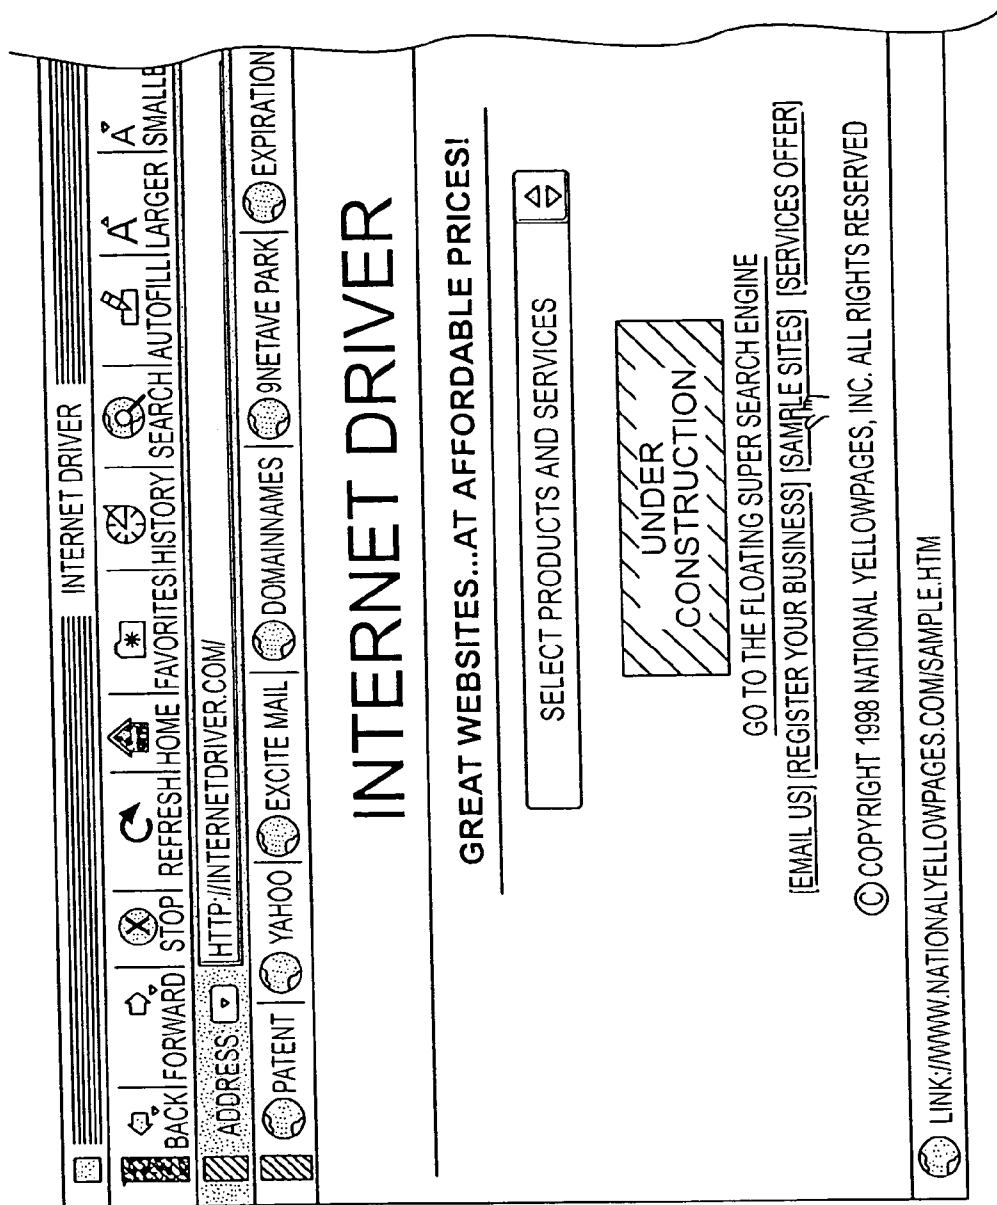 INTERNET DRIVER
BACK FORWARD STOP REFRESH HOME FAVORITES HISTORY SEARCH AUTOFILL LARGER SMALLE
ADDRESS: HTTP://INTERNETDRIVER.COM/
PATENT YAHOO EXCITE MAIL DOMAINNAMES 9NETAVE PARK EXPIRATION
INTERNET DRIVER
GREAT WEBSITES...AT AFFORDABLE PRICES!
SELECT PRODUCTS AND SERVICES
UNDER
CONSTRUCTION
GO TO THE FLOATING SUPER SEARCH ENGINE
[EMAIL US] [REGISTER YOUR BUSINESS] [SAMPLE SITES] [SERVICES OFFER]
© COPYRIGHT 1998 NATIONAL YELLOWPAGES, INC. ALL RIGHTS RESERVED
LINK://WWW.NATIONALYELLOWPAGES.COM/SAMPLE.HTM